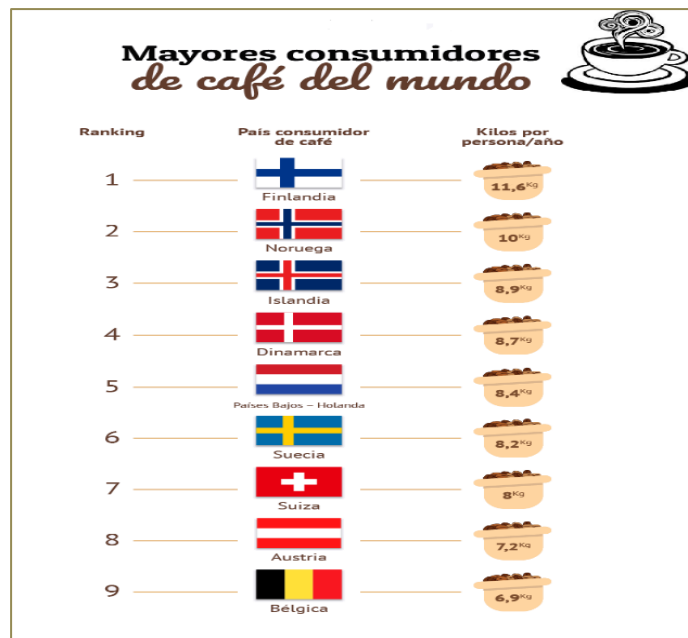 Mayores consumidores
de café del mundo
Ranking
País consumidor
de café
Kilos por
persona/año
1
Finlandia
11,6Kg
2
Noruega
10Kg
3
Islandia
8,9Kg
4
Dinamarca
8,7Kg
5
Países Bajos – Holanda
8,4Kg
6
Suecia
8,2Kg
7
Suiza
8Kg
8
Austria
7,2Kg
9
Bélgica
6,9Kg